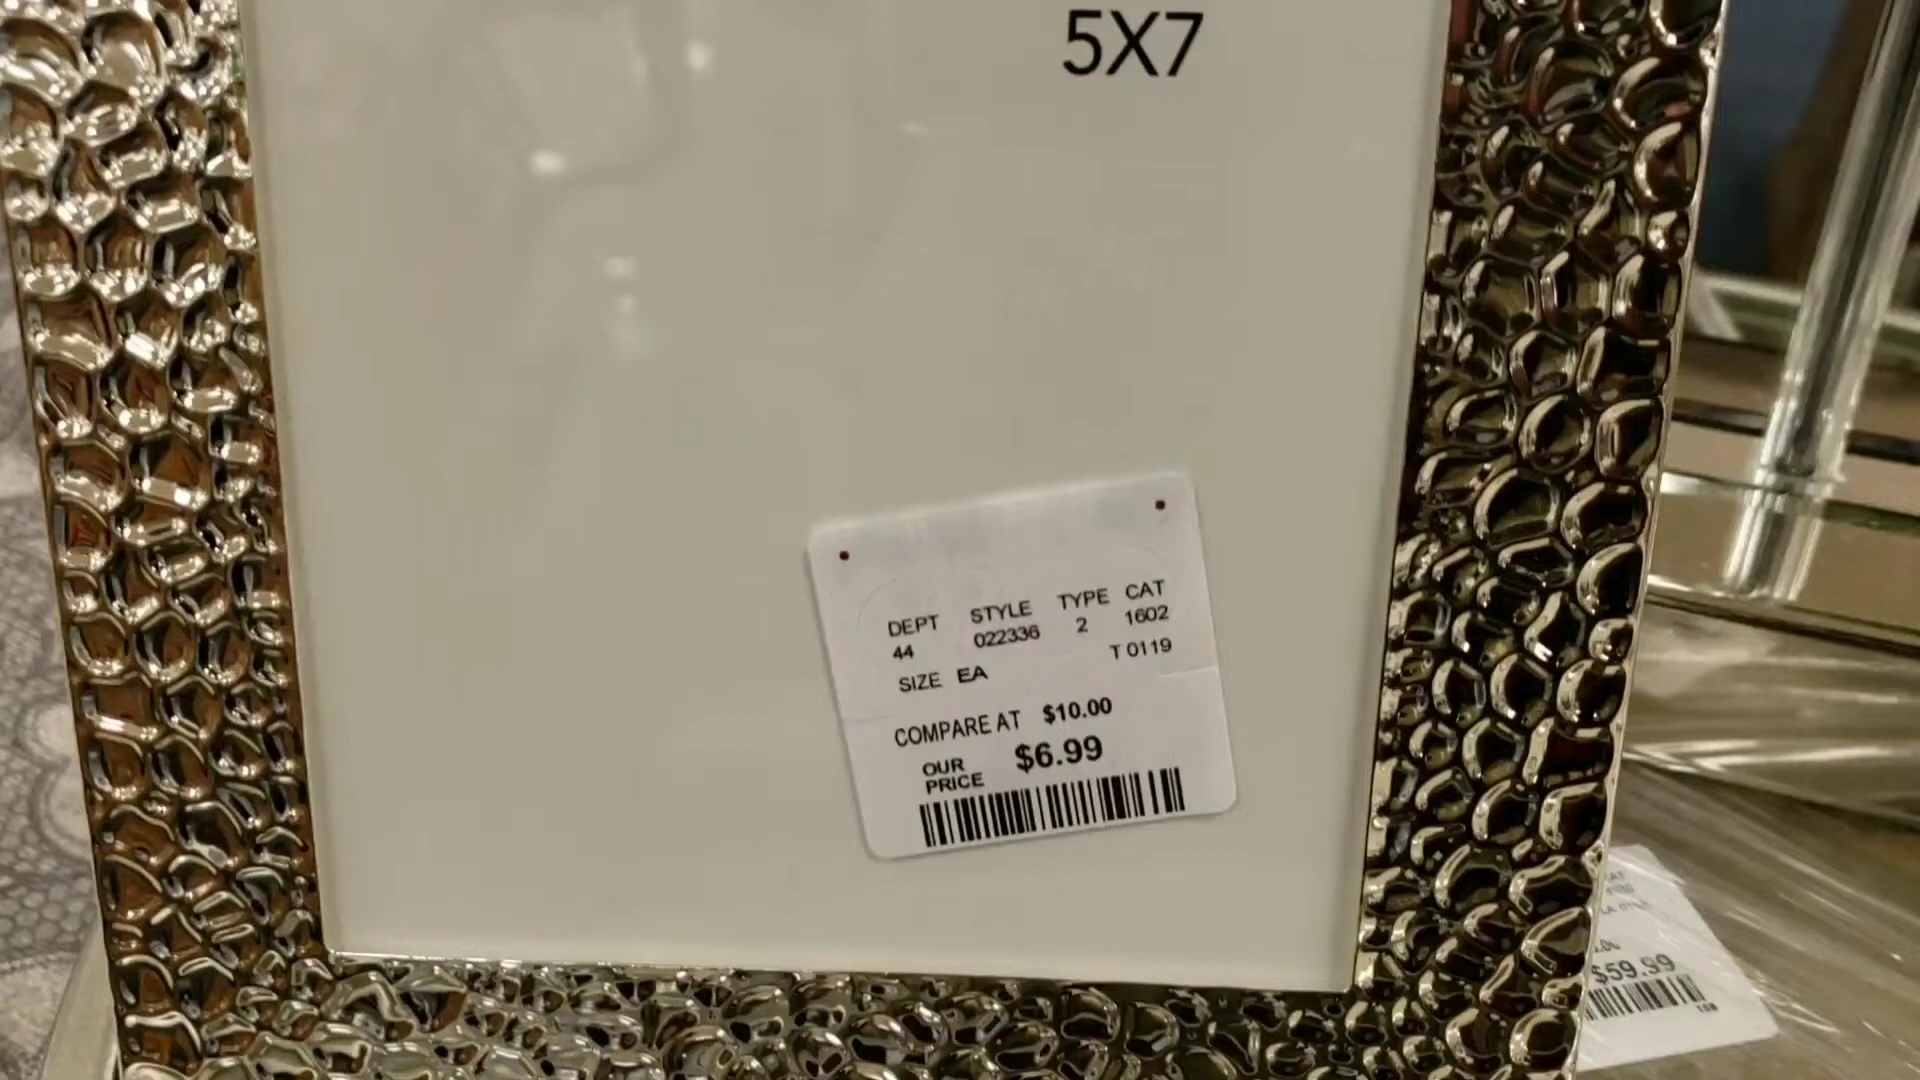 5X7
DEPT STYLE TYPE CAT
44 022336 2 1602
SIZE EA T 0119
COMPARE AT $10.00
OUR PRICE $6.99
$59.99